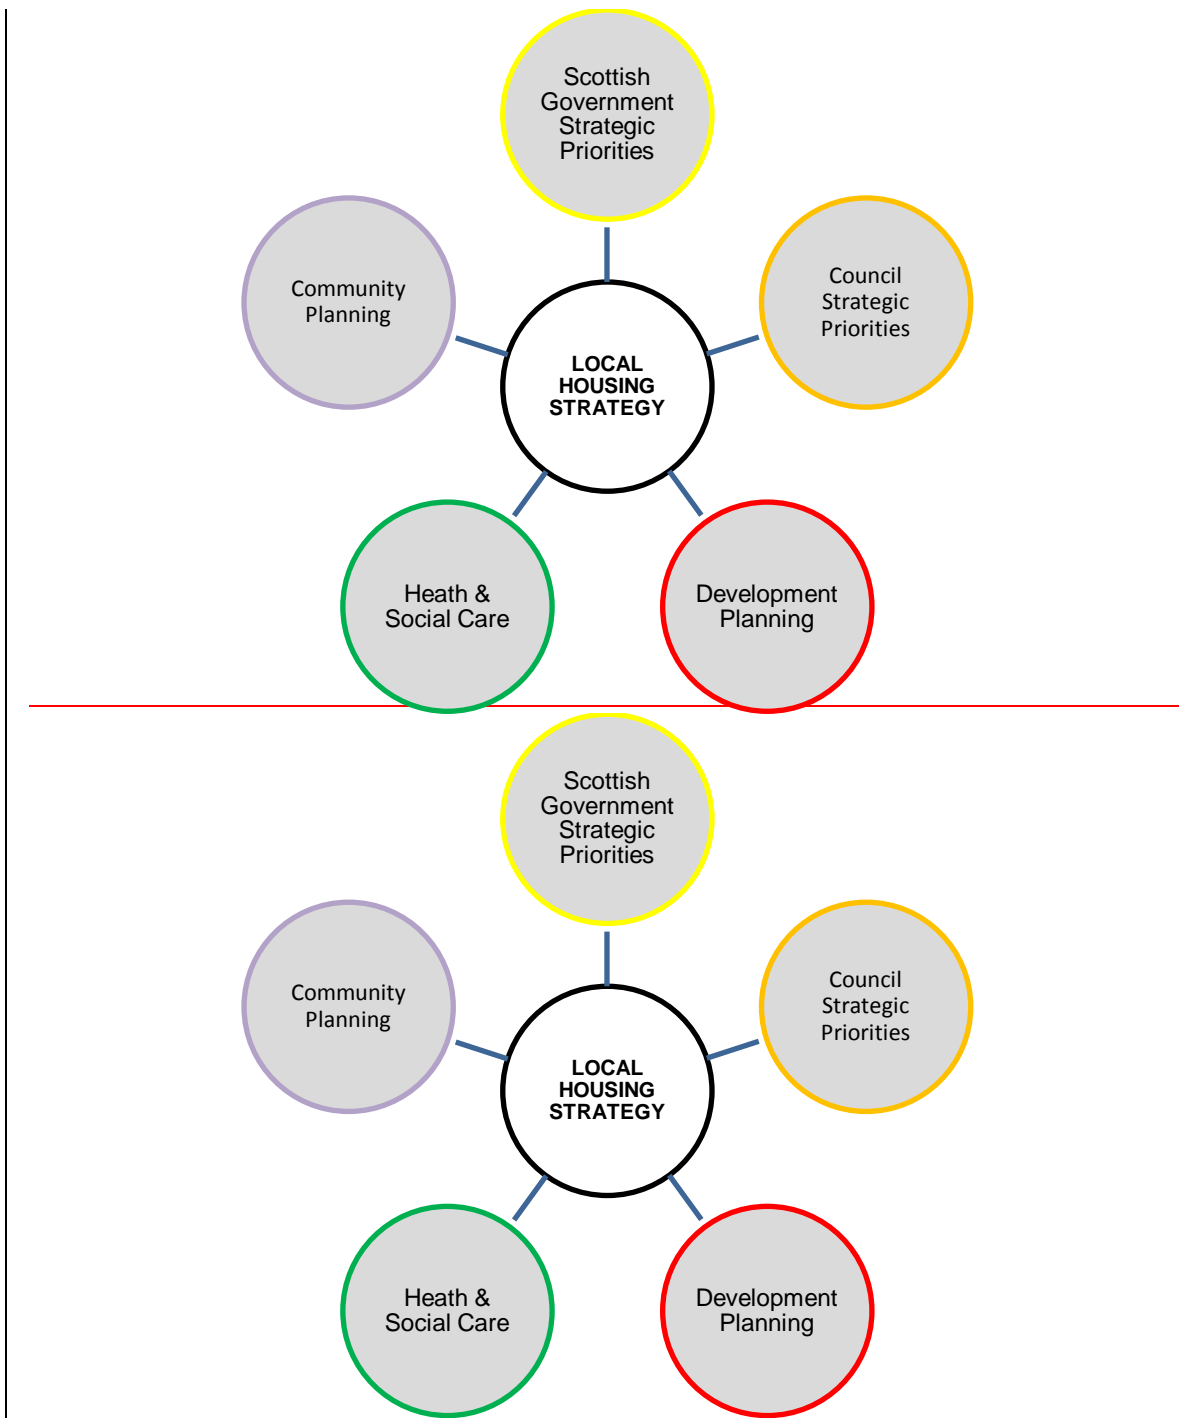 Scottish
Government
Strategic
Priorities
Community
Planning
Council
Strategic
Priorities
LOCAL
HOUSING
STRATEGY
Heath &
Social Care
Development
Planning
Scottish
Government
Strategic
Priorities
Community
Planning
Council
Strategic
Priorities
LOCAL
HOUSING
STRATEGY
Heath &
Social Care
Development
Planning